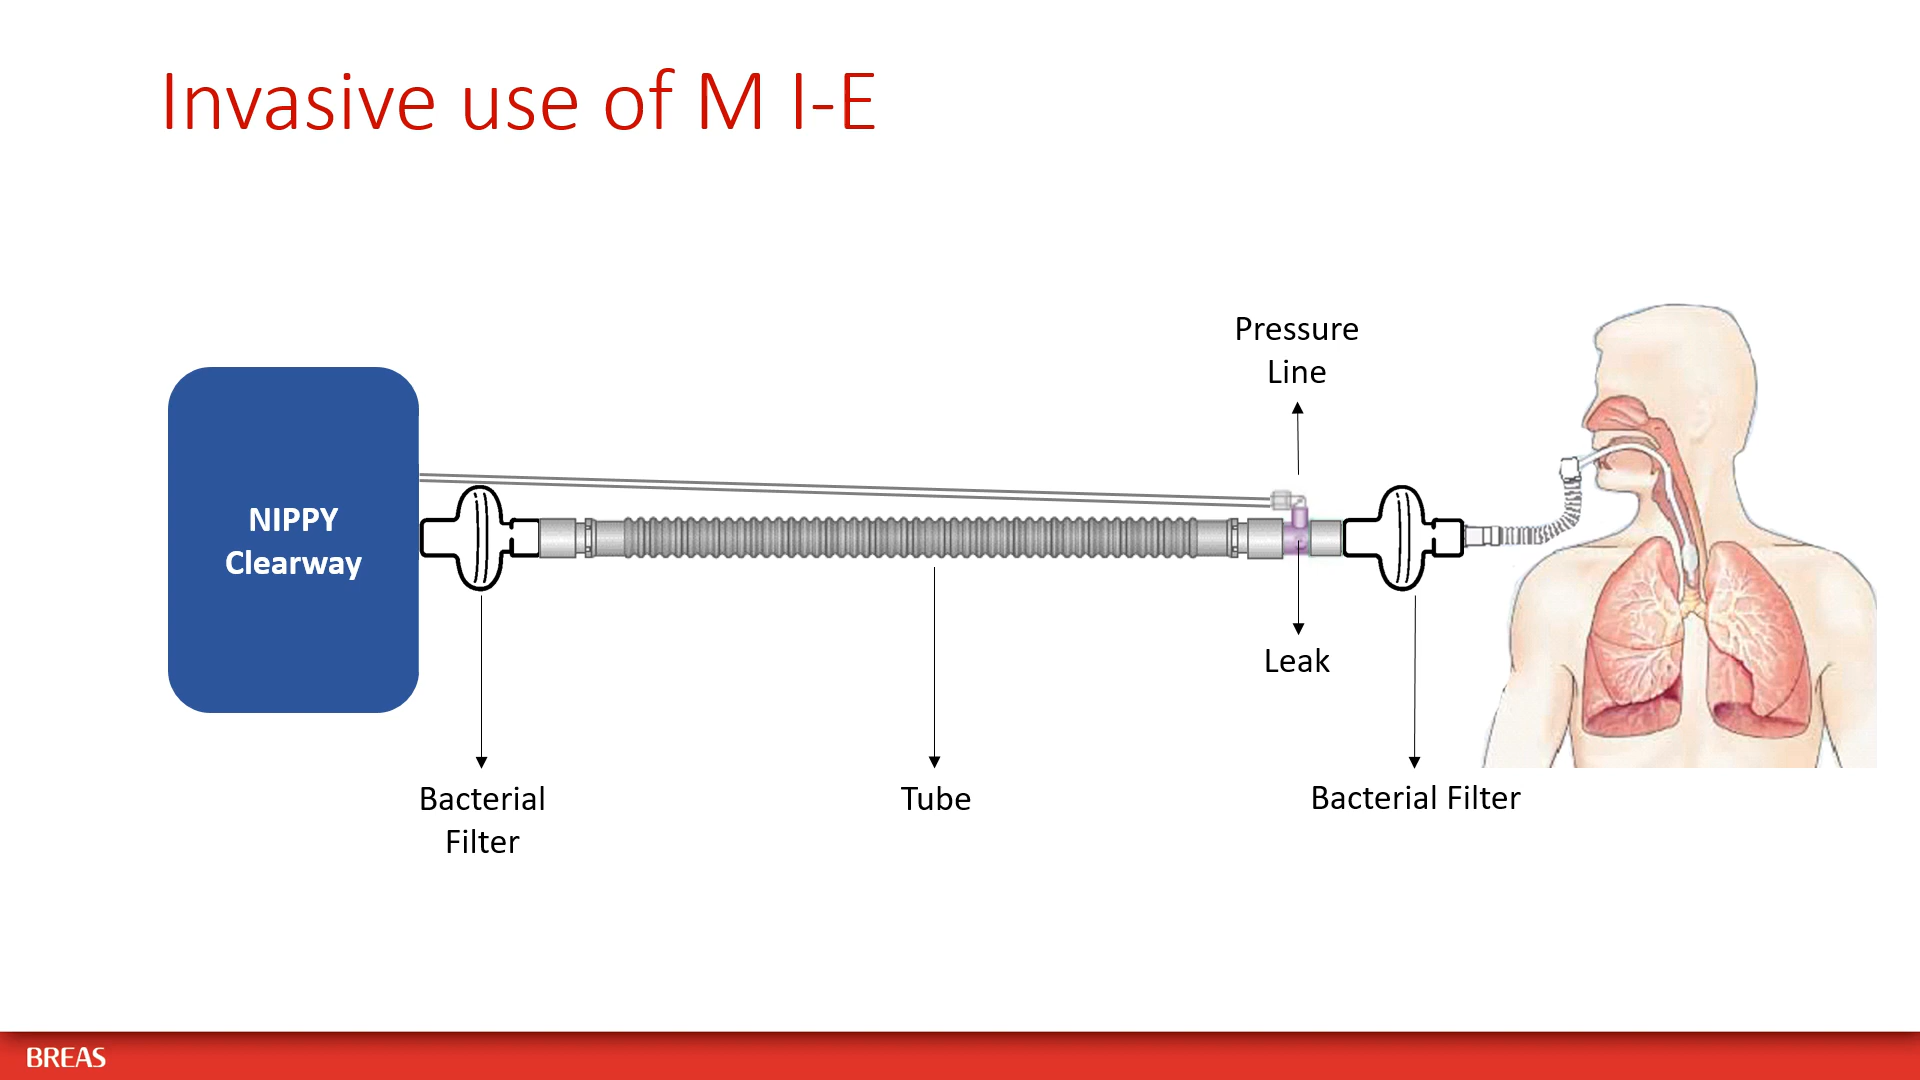 Invasive use of M I-E
Pressure
Line
NIPPY
Clearway
Leak
Bacterial
Filter
Tube
Bacterial Filter
BREAS